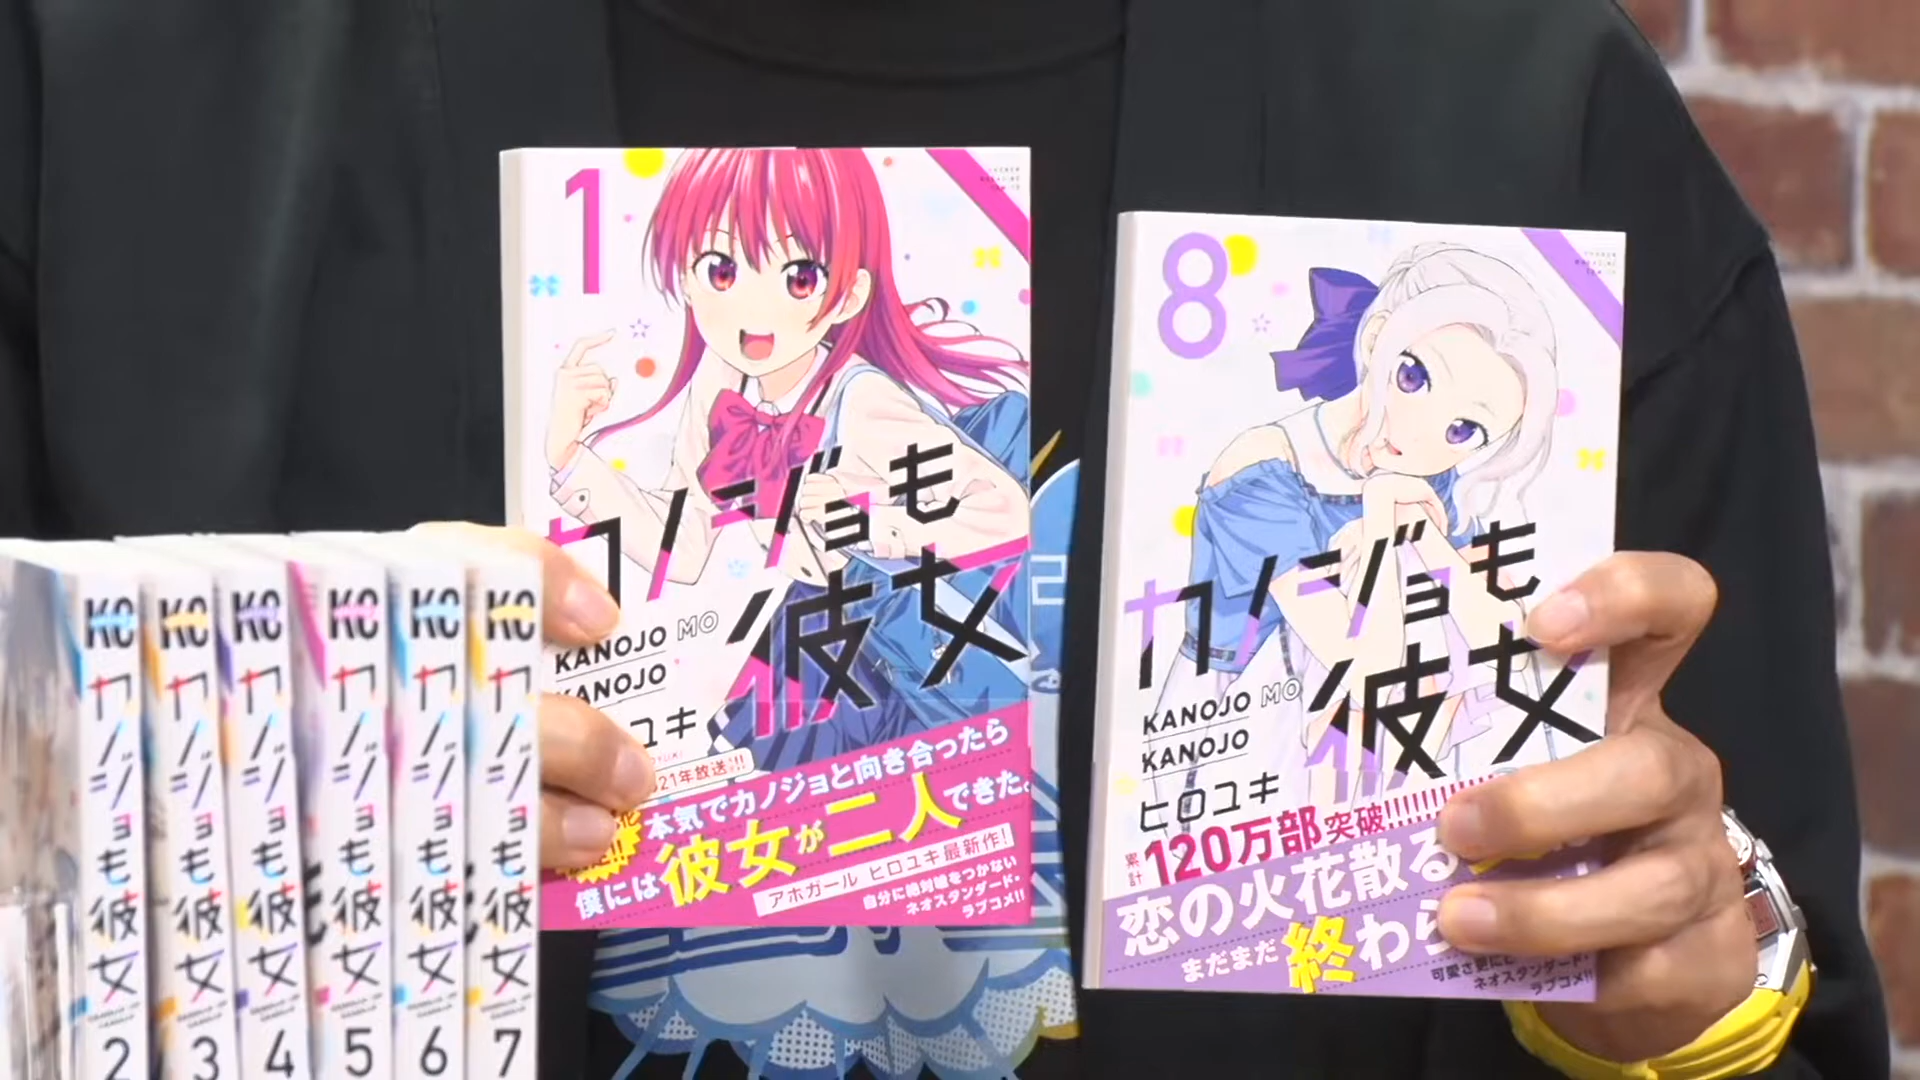 1
カノジョも
彼女
KANOJO MO
KANOJO
ユキ
21年放送!!
本気でカノジョと向き合ったら
僕には彼女が二人できた。
アホガール ヒロユキ最新作!
自分に絶対嘘をつかない
ネオスタンダード・
ラブコメ!!
8
カノジョも
彼女
KANOJO MO
KANOJO
ヒロユキ
累計120万部突破!!!!!!!!!!
恋の火花散る
まだまだ終わら
可愛さ更に
ネオスタンダード・
ラブコメ!!
KC
カノジョも彼女
2
KC
カノジョも彼女
3
KC
カノジョも彼女
4
KC
カノジョも彼女
5
KC
カノジョも彼女
6
KC
カノジョも彼女
7